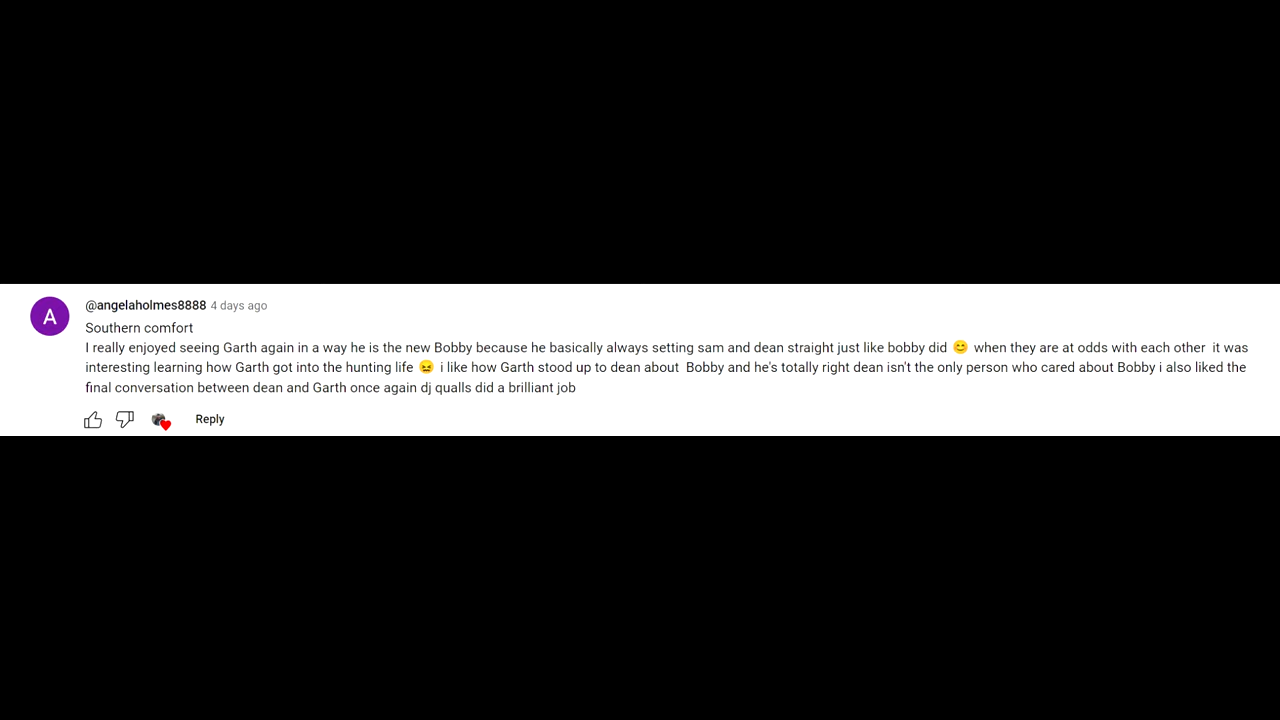 A
@angelaholmes8888 4 days ago
Southern comfort
I really enjoyed seeing Garth again in a way he is the new Bobby because he basically always setting sam and dean straight just like bobby did 😊 when they are at odds with each other  it was
interesting learning how Garth got into the hunting life 😖 i like how Garth stood up to dean about  Bobby and he's totally right dean isn't the only person who cared about Bobby i also liked the
final conversation between dean and Garth once again dj qualls did a brilliant job
Reply